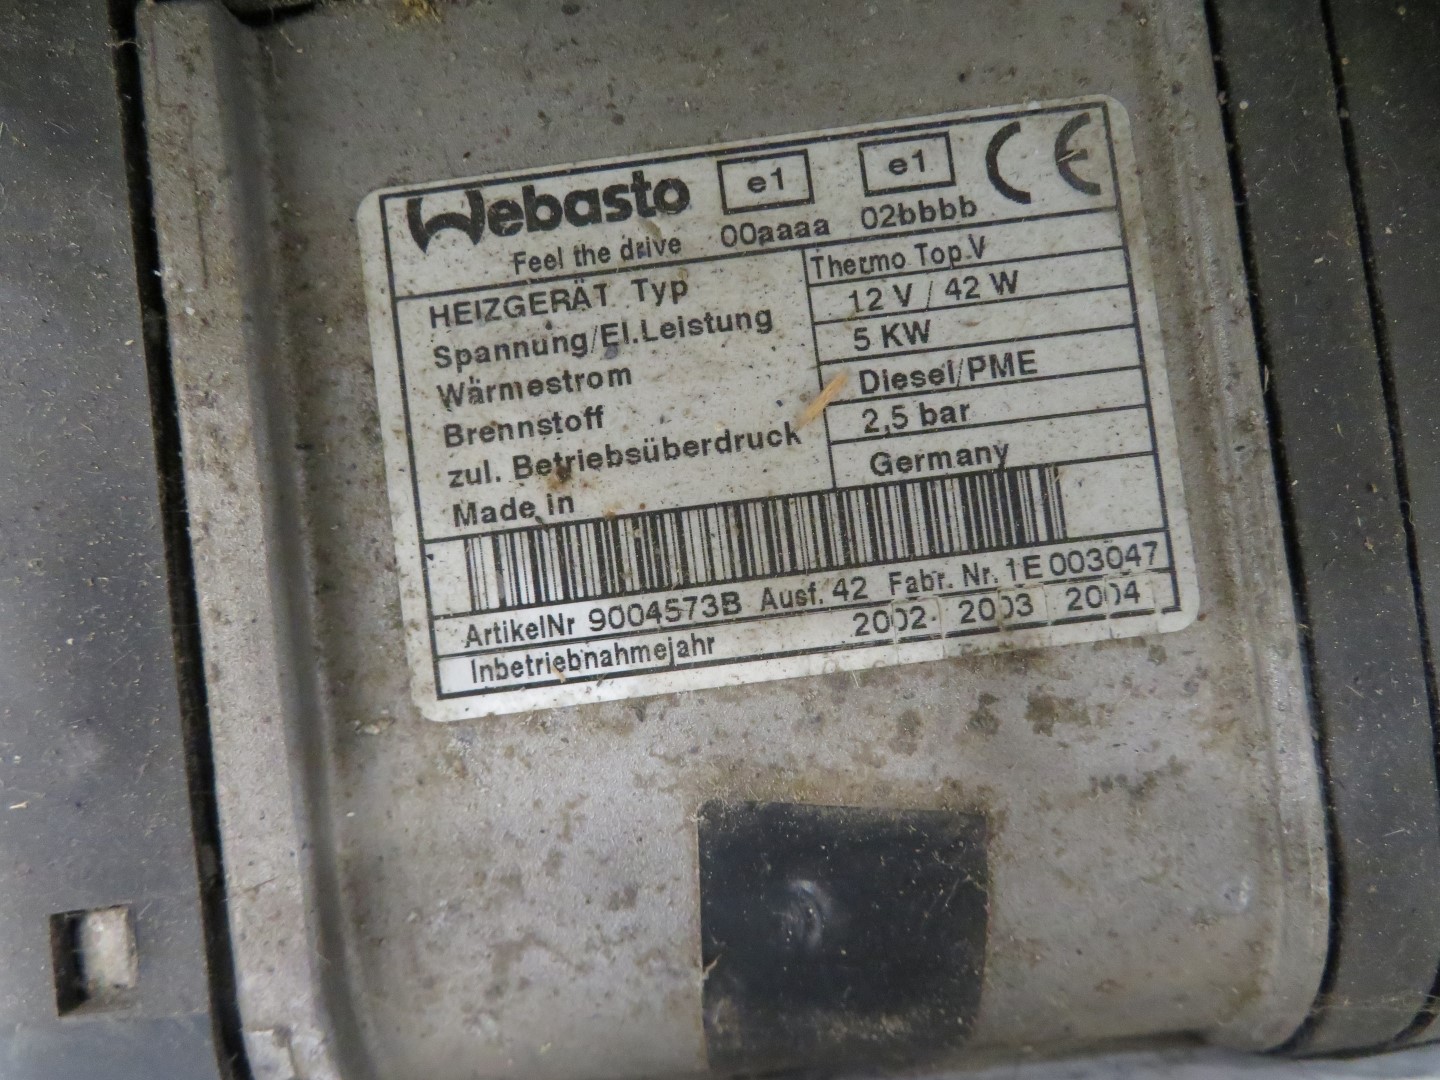 Webasto e1 e1 CE
Feel the drive 00aaaa 02bbbb
HEIZGERÄT Typ Thermo Top V
Spannung/El.Leistung 12 V / 42 W
Wärmestrom 5 KW
Brennstoff Diesel/PME
zul. Betriebsüberdruck 2,5 bar
Made in Germany
ArtikelNr 9004573B Ausf. 42 Fabr. Nr. 1E 003047
Inbetriebnahmejahr 2002 2003 2004